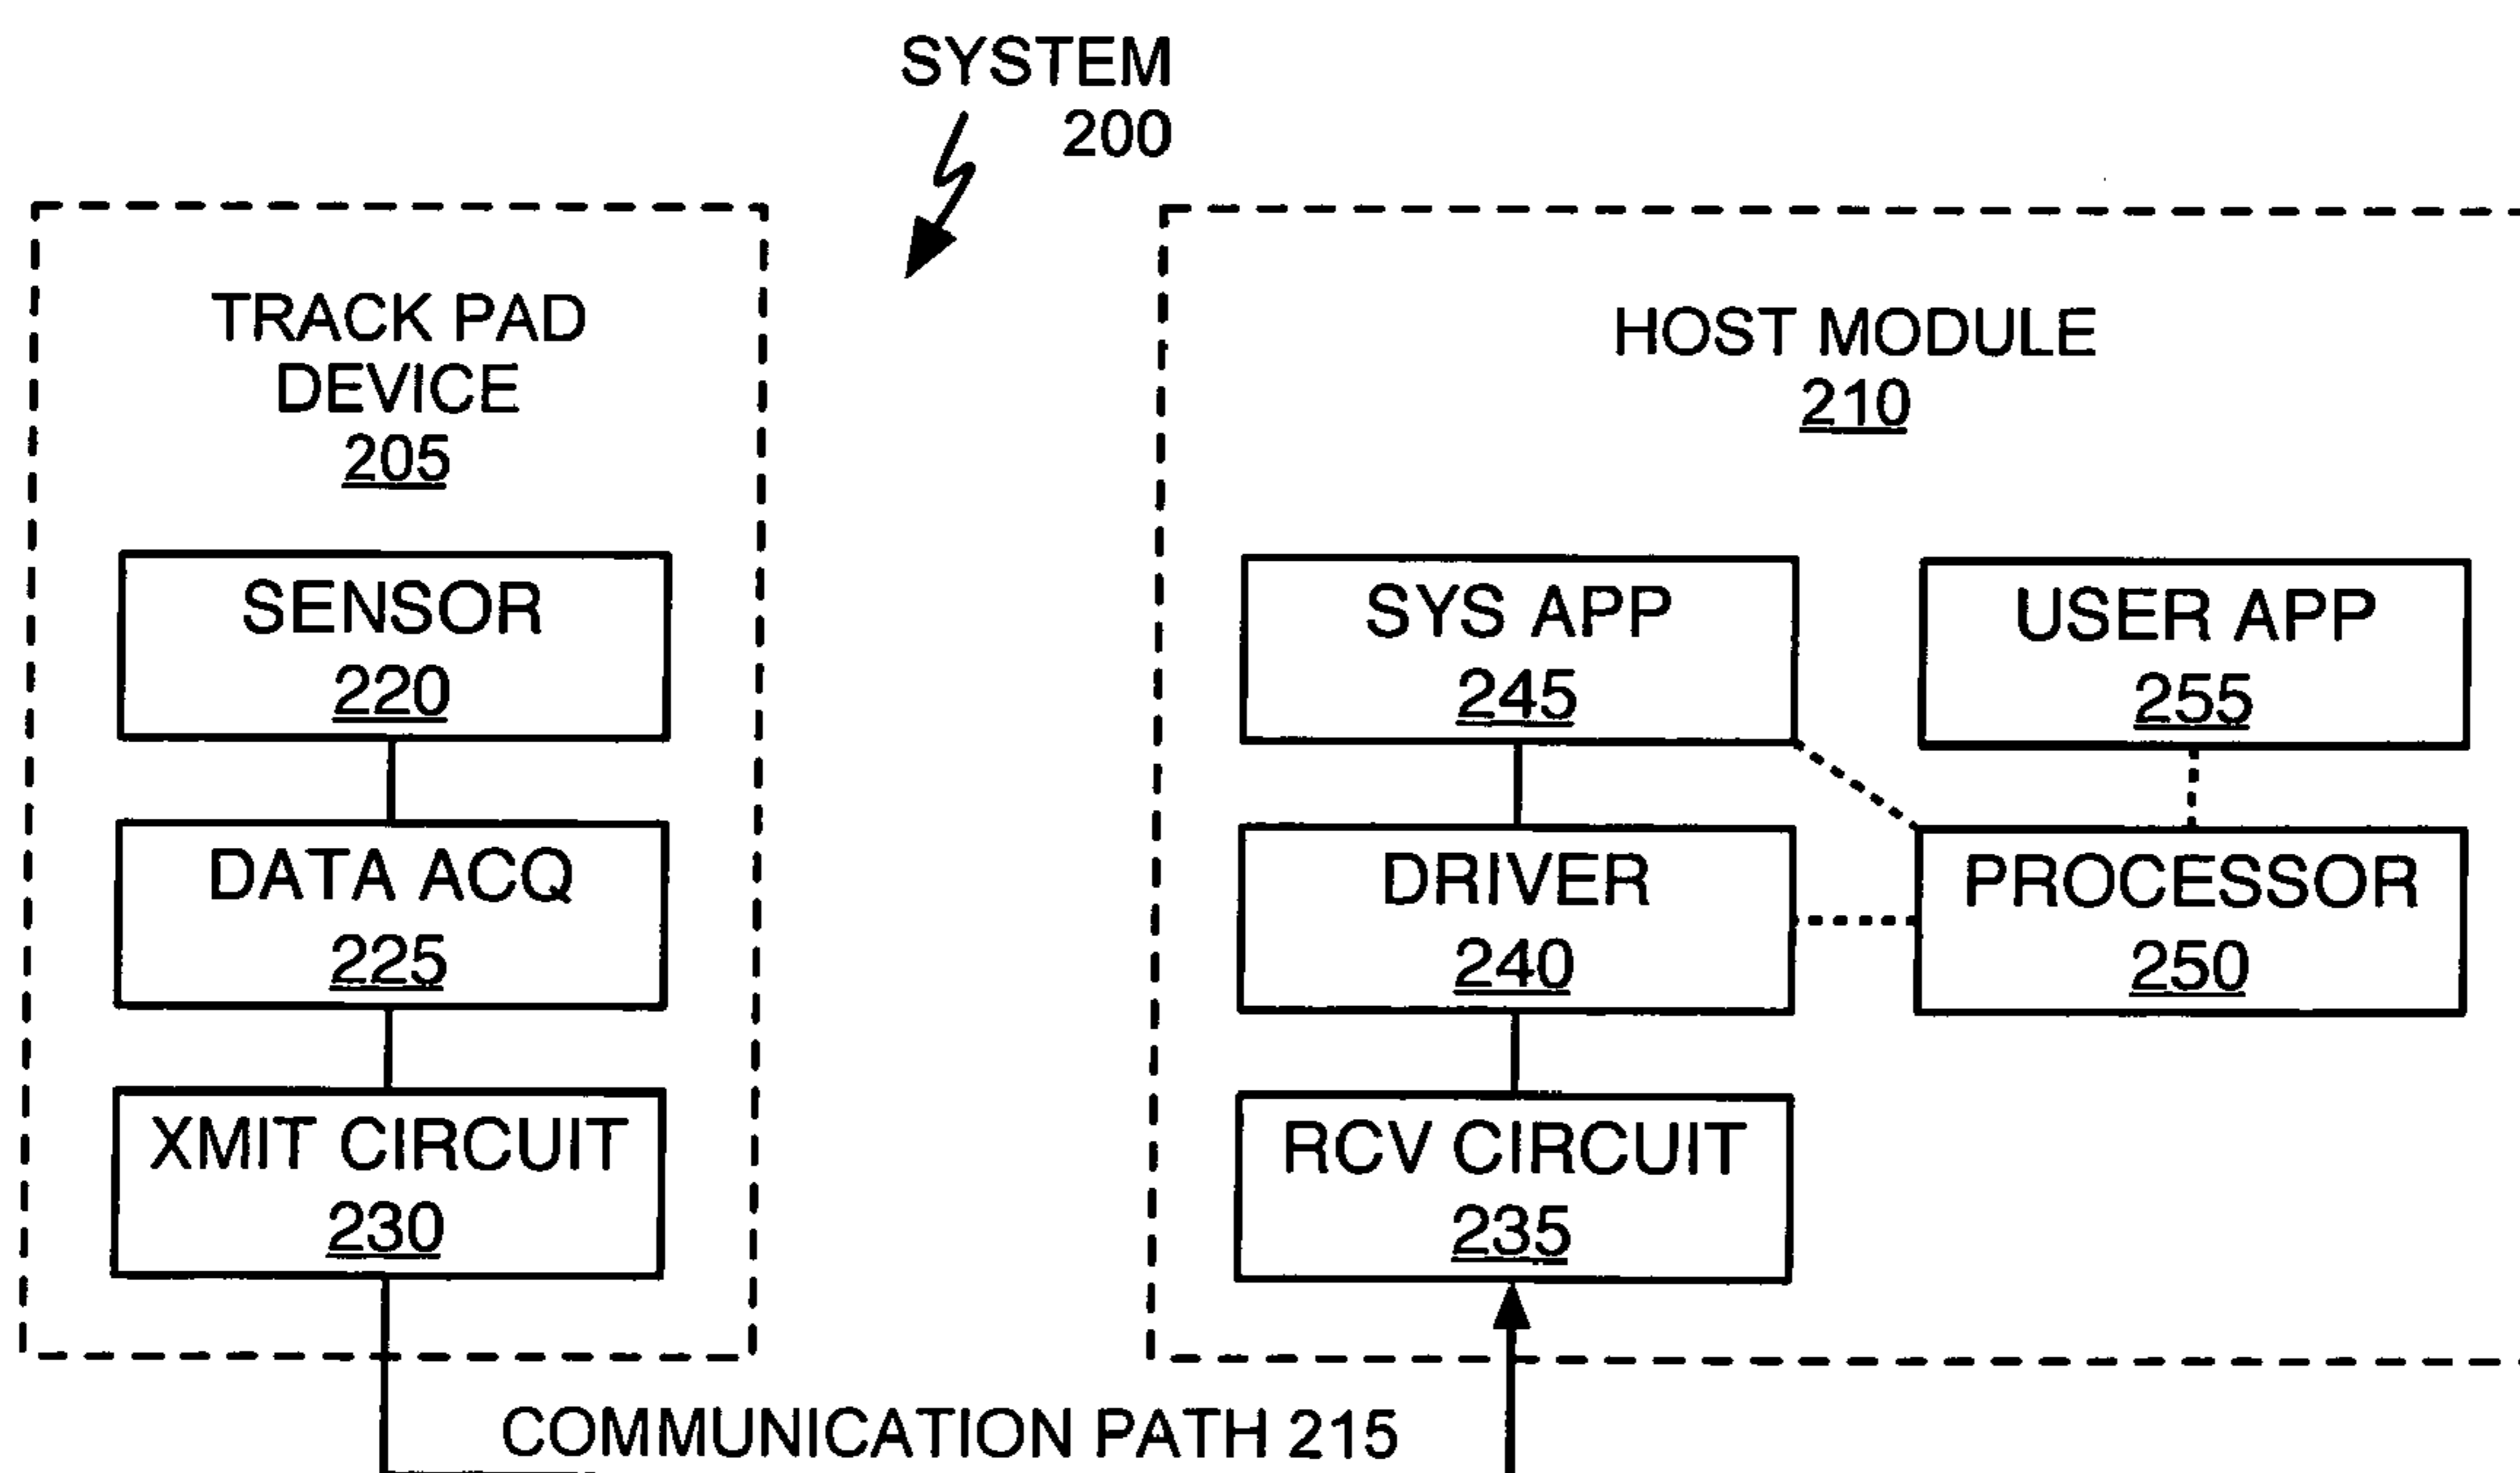 SYSTEM
200
TRACK PAD
DEVICE
205
SENSOR
220
DATA ACQ
225
XMIT CIRCUIT
230
HOST MODULE
210
SYS APP
245
USER APP
255
DRIVER
240
PROCESSOR
250
RCV CIRCUIT
235
COMMUNICATION PATH 215